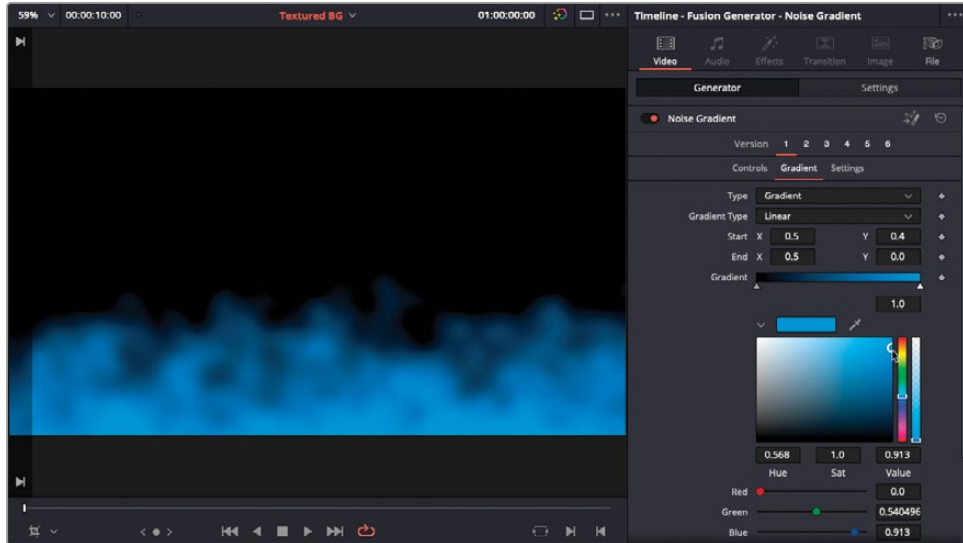 59% 00:00:10:00 Textured BG 01:00:00:00
Timeline - Fusion Generator - Noise Gradient
Video Audio Effects Transition Image File
Generator Settings
Noise Gradient
Version 1 2 3 4 5 6
Controls Gradient Settings
Type Gradient
Gradient Type Linear
Start X 0.5 Y 0.4
End X 0.5 Y 0.0
Gradient
1.0
0.568 1.0 0.913
Hue Sat Value
Red 0.0
Green 0.540496
Blue 0.913